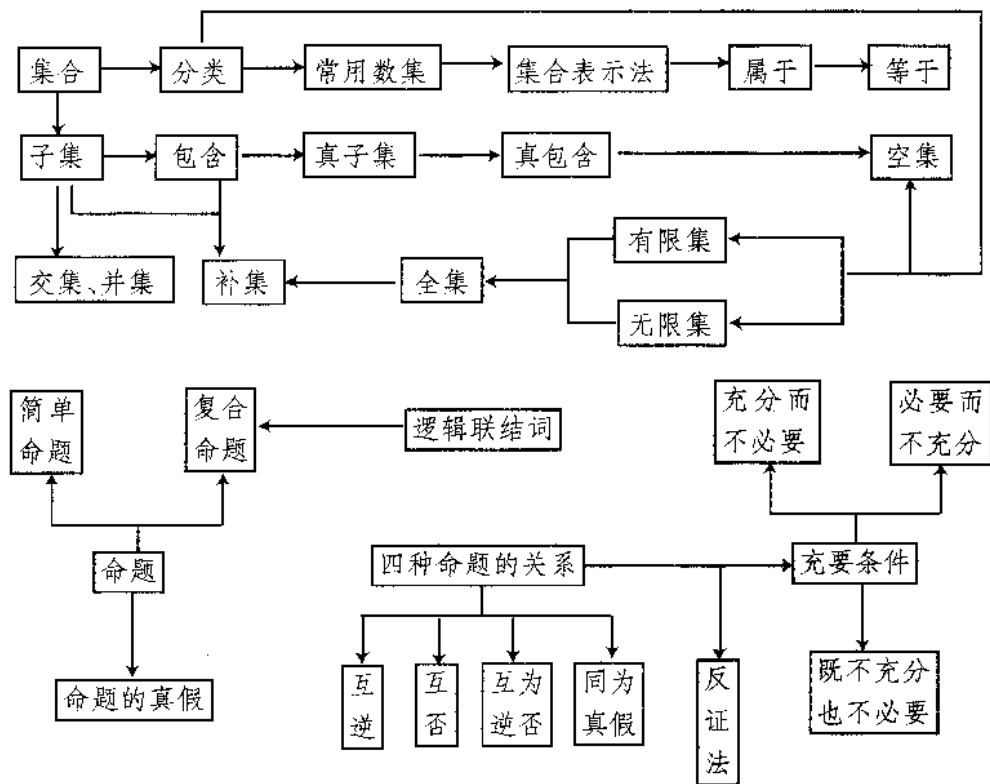 集合
分类
常用数集
集合表示法
属于
等于
子集
包含
真子集
真包含
空集
交集、并集
补集
全集
有限集
无限集
简单
命题
复合
命题
逻辑联结词
充分而
不必要
必要而
不充分
命题
四种命题的关系
充要条件
命题的真假
互
逆
互
否
互为
逆否
同为
真假
反
证
法
既不充分
也不必要